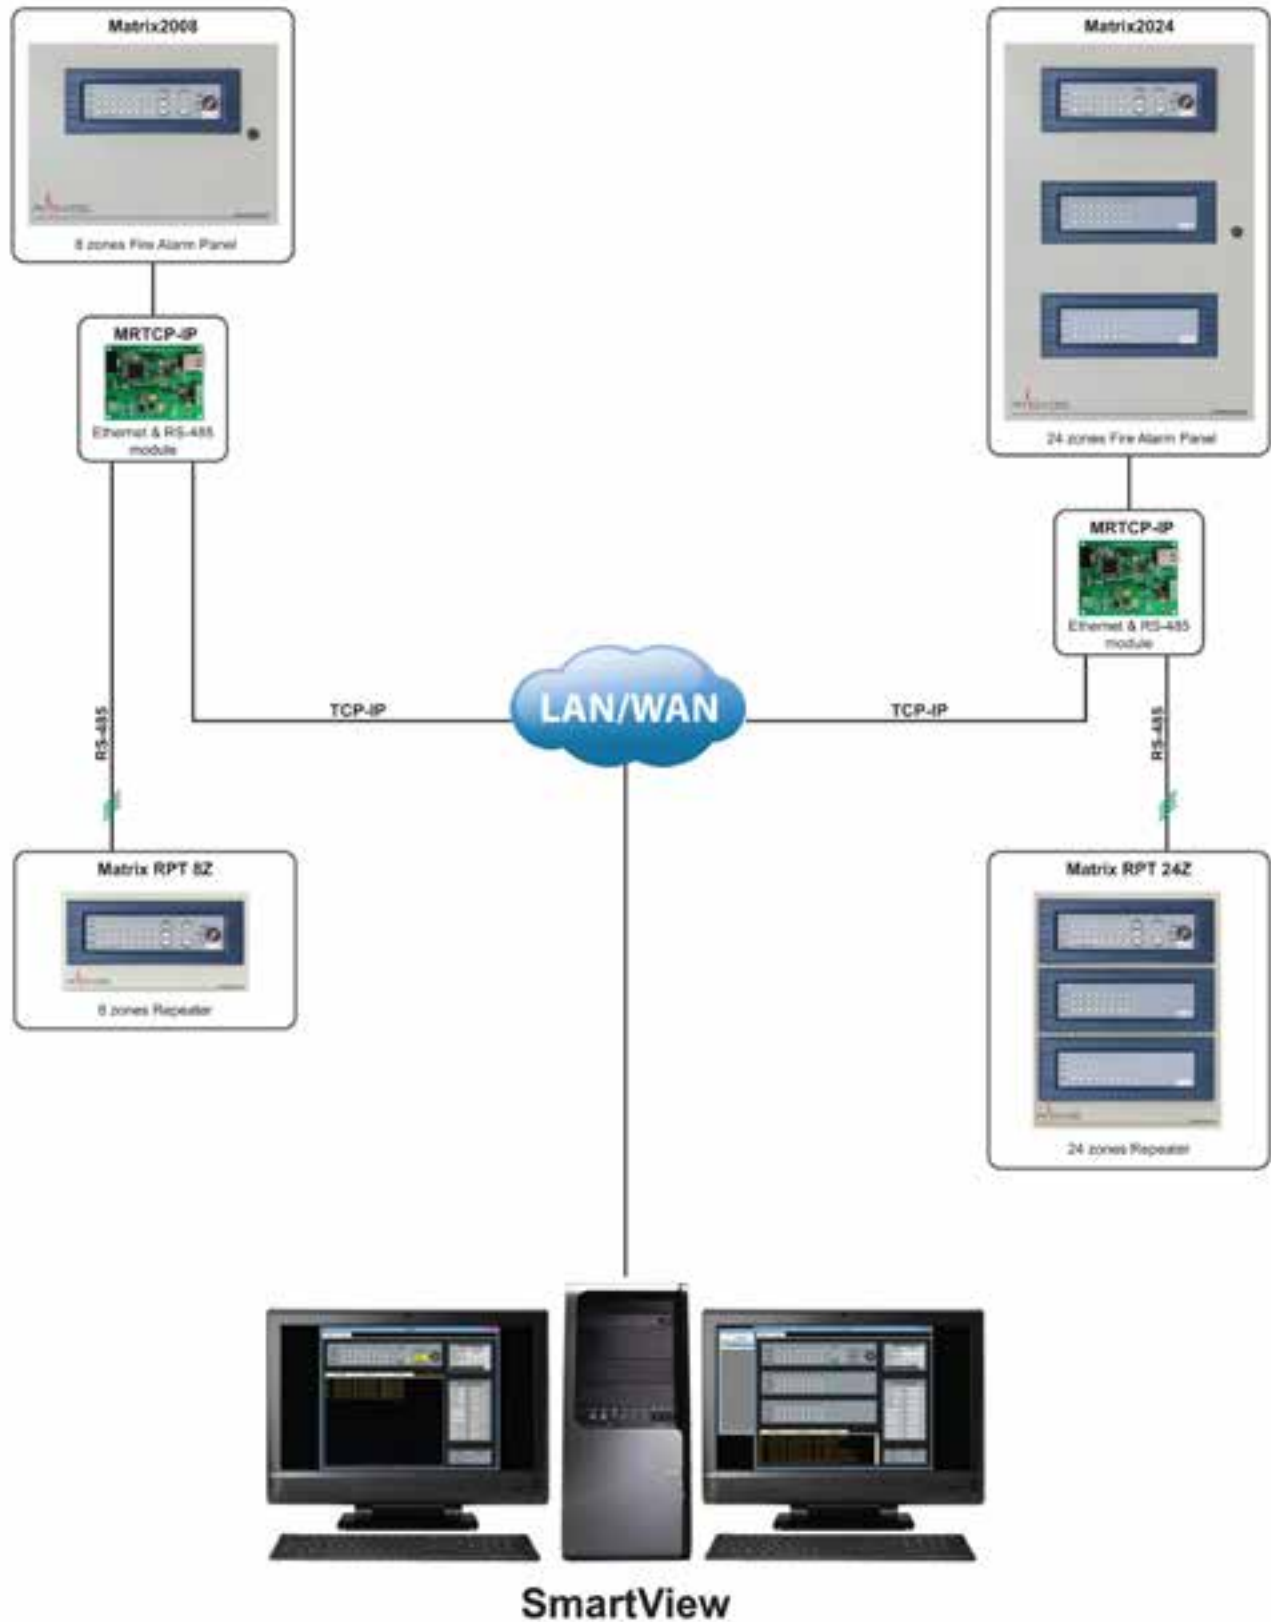 Matrix2008
8 zones Fire Alarm Panel
MRTCP-IP
Ethernet & RS-485
module
Matrix2024
24 zones Fire Alarm Panel
MRTCP-IP
Ethernet & RS-485
module
RS-485
TCP-IP
LAN/WAN
TCP-IP
RS-485
Matrix RPT 8Z
8 zones Repeater
Matrix RPT 24Z
24 zones Repeater
SmartView